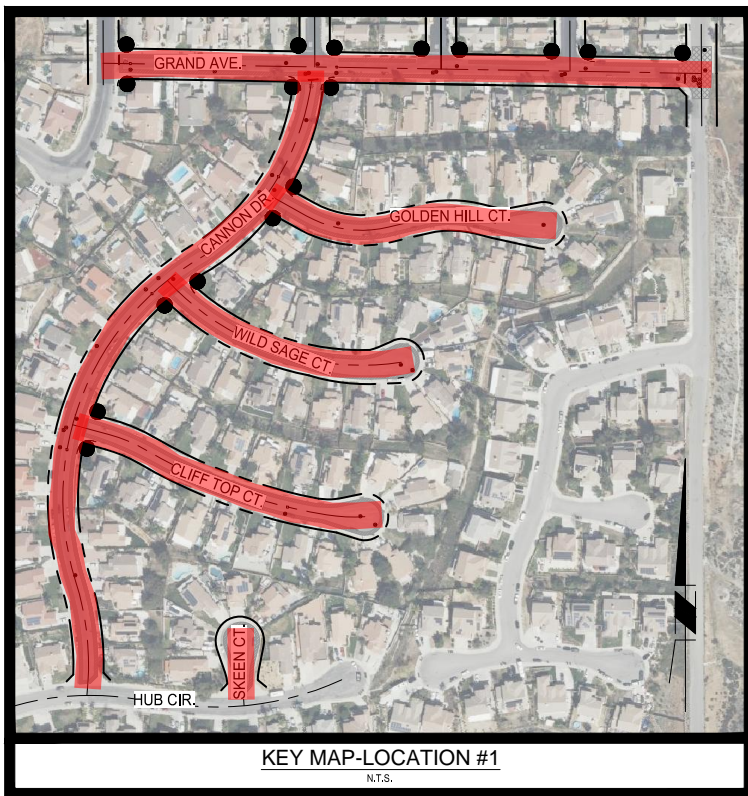 GRAND AVE.
CANNON DR.
GOLDEN HILL CT.
WILD SAGE CT.
CLIFF TOP CT.
SKEEN CT.
HUB CIR.
KEY MAP-LOCATION #1
N.T.S.